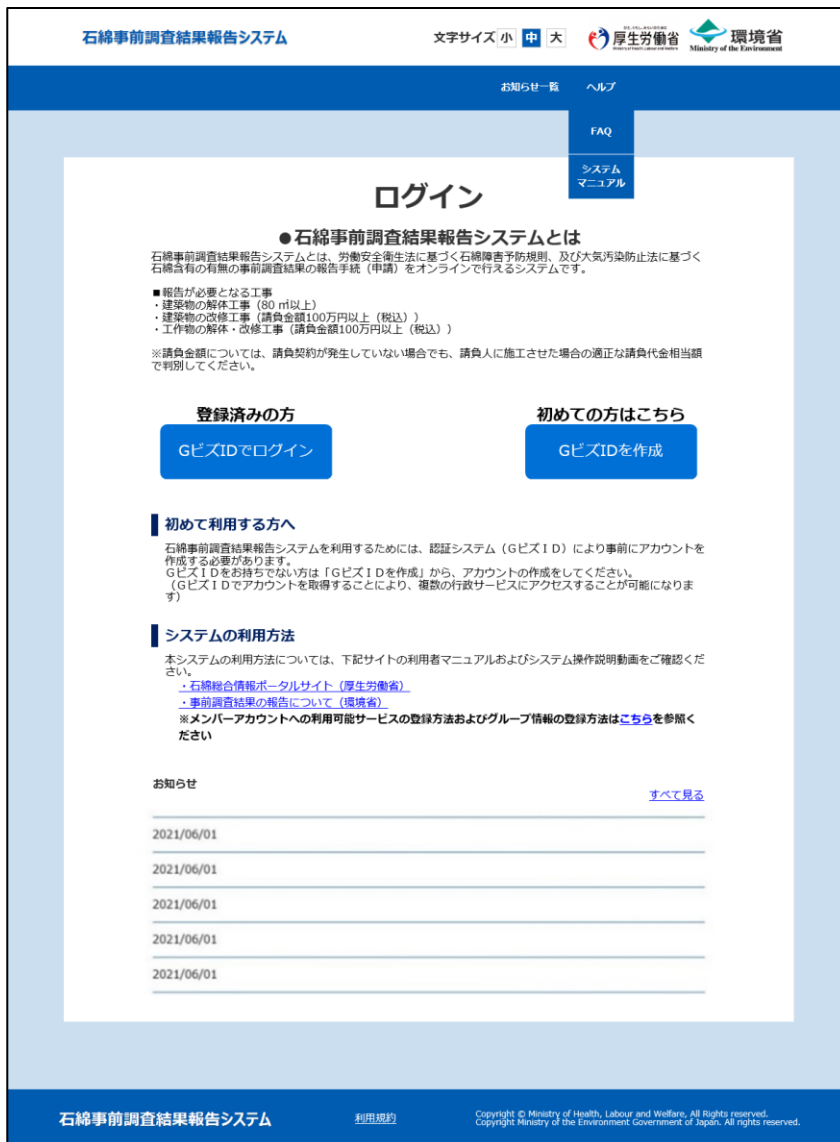 石綿事前調査結果報告システム
文字サイズ 小 中 大
厚生労働省
環境省
Ministry of the Environment
お知らせ一覧 ヘルプ
FAQ
システム
マニュアル
ログイン
●石綿事前調査結果報告システムとは
石綿事前調査結果報告システムとは、労働安全衛生法に基づく石綿障害予防規則、及び大気汚染防止法に基づく
石綿含有の有無の事前調査結果の報告手続（申請）をオンラインで行えるシステムです。
■報告が必要となる工事
・建築物の解体工事（80 ㎡以上）
・建築物の改修工事（請負金額100万円以上（税込））
・工作物の解体・改修工事（請負金額100万円以上（税込））
※請負金額については、請負契約が発生していない場合でも、請負人に施工させた場合の適正な請負代金相当額
で判別してください。
登録済みの方
GビズIDでログイン
初めての方はこちら
GビズIDを作成
初めて利用する方へ
石綿事前調査結果報告システムを利用するためには、認証システム（GビズＩＤ）により事前にアカウントを
作成する必要があります。
ＧビズＩＤをお持ちでない方は「ＧビズＩＤを作成」から、アカウントの作成をしてください。
（ＧビズＩＤでアカウントを取得することにより、複数の行政サービスにアクセスすることが可能になりま
す）
システムの利用方法
本システムの利用方法については、下記サイトの利用者マニュアルおよびシステム操作説明動画をご確認くだ
さい。
・石綿総合情報ポータルサイト（厚生労働省）
・事前調査結果の報告について（環境省）
※メンバーアカウントへの利用可能サービスの登録方法およびグループ情報の登録方法はこちらを参照く
ださい
お知らせ
すべて見る
2021/06/01
2021/06/01
2021/06/01
2021/06/01
2021/06/01
石綿事前調査結果報告システム
利用規約
Copyright © Ministry of Health, Labour and Welfare, All Rights reserved.
Copyright Ministry of the Environment Government of Japan. All rights reserved.